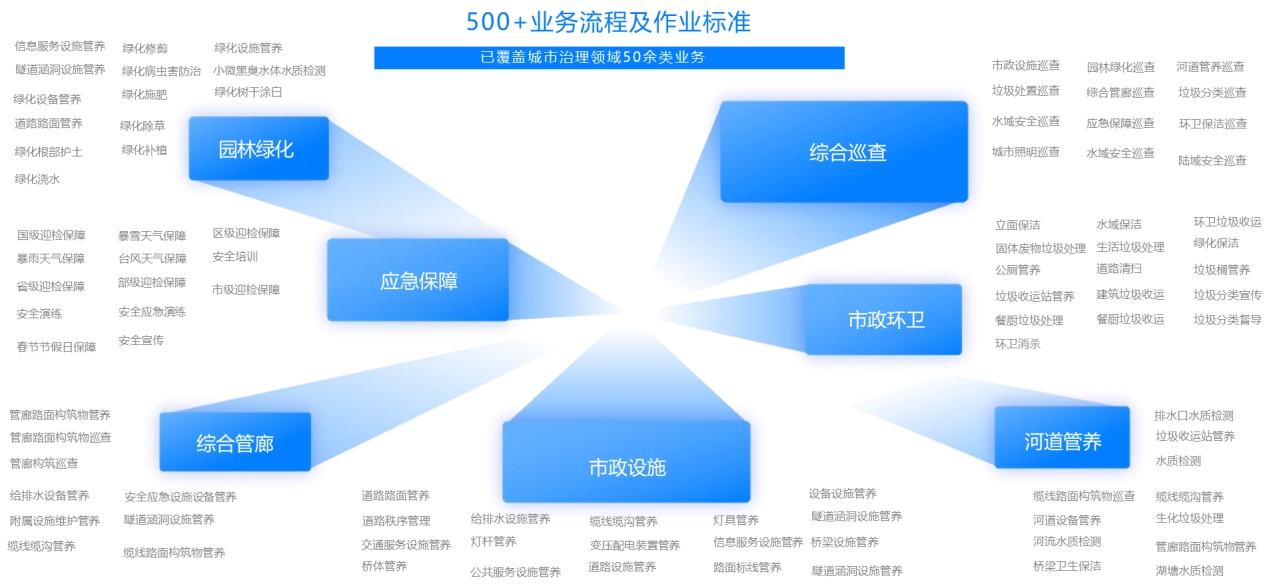 500+业务流程及作业标准
已覆盖城市治理领域50余类业务
信息服务设施管养 绿化修剪 绿化设施管养
隧道涵洞设施管养 绿化病虫害防治 小微黑臭水体水质检测
绿化设备管养 绿化施肥 绿化树干涂白
道路路面管养 绿化除草
绿化根部护土 绿化补植
绿化浇水
园林绿化
市政设施巡查 园林绿化巡查 河道管养巡查
垃圾处置巡查 综合管廊巡查 垃圾分类巡查
水域安全巡查 应急保障巡查 环卫保洁巡查
城市照明巡查 水域安全巡查 陆域安全巡查
综合巡查
国级迎检保障 暴雪天气保障 区级迎检保障
暴雨天气保障 台风天气保障 安全培训
省级迎检保障 部级迎检保障 市级迎检保障
安全演练 安全应急演练
春节节假日保障 安全宣传
应急保障
立面保洁 水域保洁 环卫垃圾收运
固体废物垃圾处理 生活垃圾处理 绿化保洁
公厕管养 道路清扫 垃圾桶管养
垃圾收运站管养 建筑垃圾收运 垃圾分类宣传
餐厨垃圾处理 餐厨垃圾收运 垃圾分类督导
环卫消杀
市政环卫
管廊路面构筑物管养
管廊路面构筑物巡查
管廊构筑巡查
给排水设备管养 安全应急设施设备管养
附属设施维护管养 隧道涵洞设施管养
缆线缆沟管养 缆线路面构筑物管养
综合管廊
市政设施
道路路面管养 设备设施管养
道路秩序管理 给排水设施管养 缆线缆沟管养 灯具管养 隧道涵洞设施管养
交通服务设施管养 灯杆管养 变压配电装置管养 信息服务设施管养 桥梁设施管养
桥体管养 公共服务设施管养 道路设施管养 路面标线管养 隧道涵洞设施管养
河道管养
排水口水质检测
垃圾收运站管养
水质检测
缆线路面构筑物巡查 缆线缆沟管养
河道设备管养 生化垃圾处理
河流水质检测 管廊路面构筑物管养
桥梁卫生保洁 湖塘水质检测